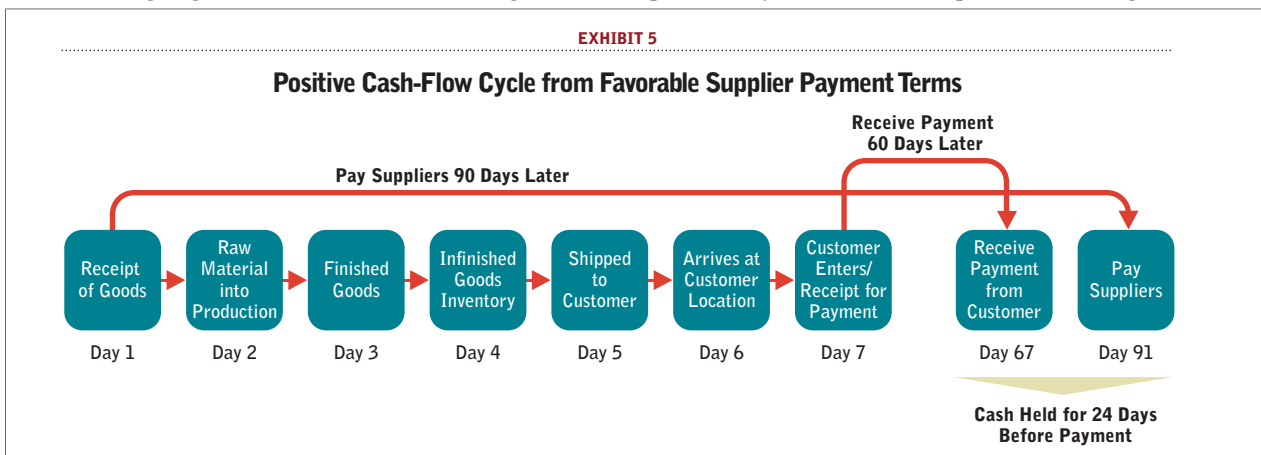 EXHIBIT 5
Positive Cash-Flow Cycle from Favorable Supplier Payment Terms
Receive Payment
60 Days Later
Pay Suppliers 90 Days Later
Receipt
of Goods
Raw
Material
into
Production
Finished
Goods
Infinished
Goods
Inventory
Shipped
to
Customer
Arrives at
Customer
Location
Customer
Enters/
Receipt for
Payment
Receive
Payment
from
Customer
Pay
Suppliers
Day 1
Day 2
Day 3
Day 4
Day 5
Day 6
Day 7
Day 67
Day 91
Cash Held for 24 Days
Before Payment